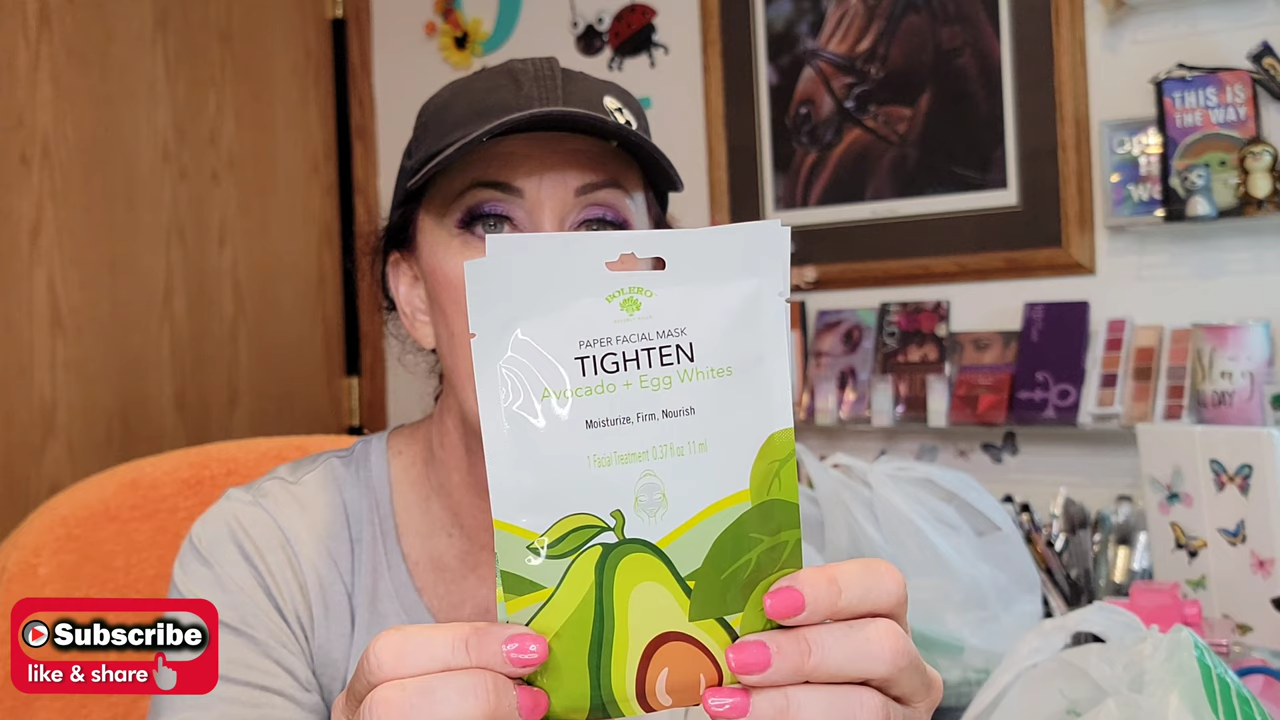 THIS IS
THE WAY
BOLERO
PAPER FACIAL MASK
TIGHTEN
Avocado + Egg Whites
Moisturize, Firm, Nourish
1 Facial Treatment 0.37 fl oz 11 ml
Subscribe
like & share